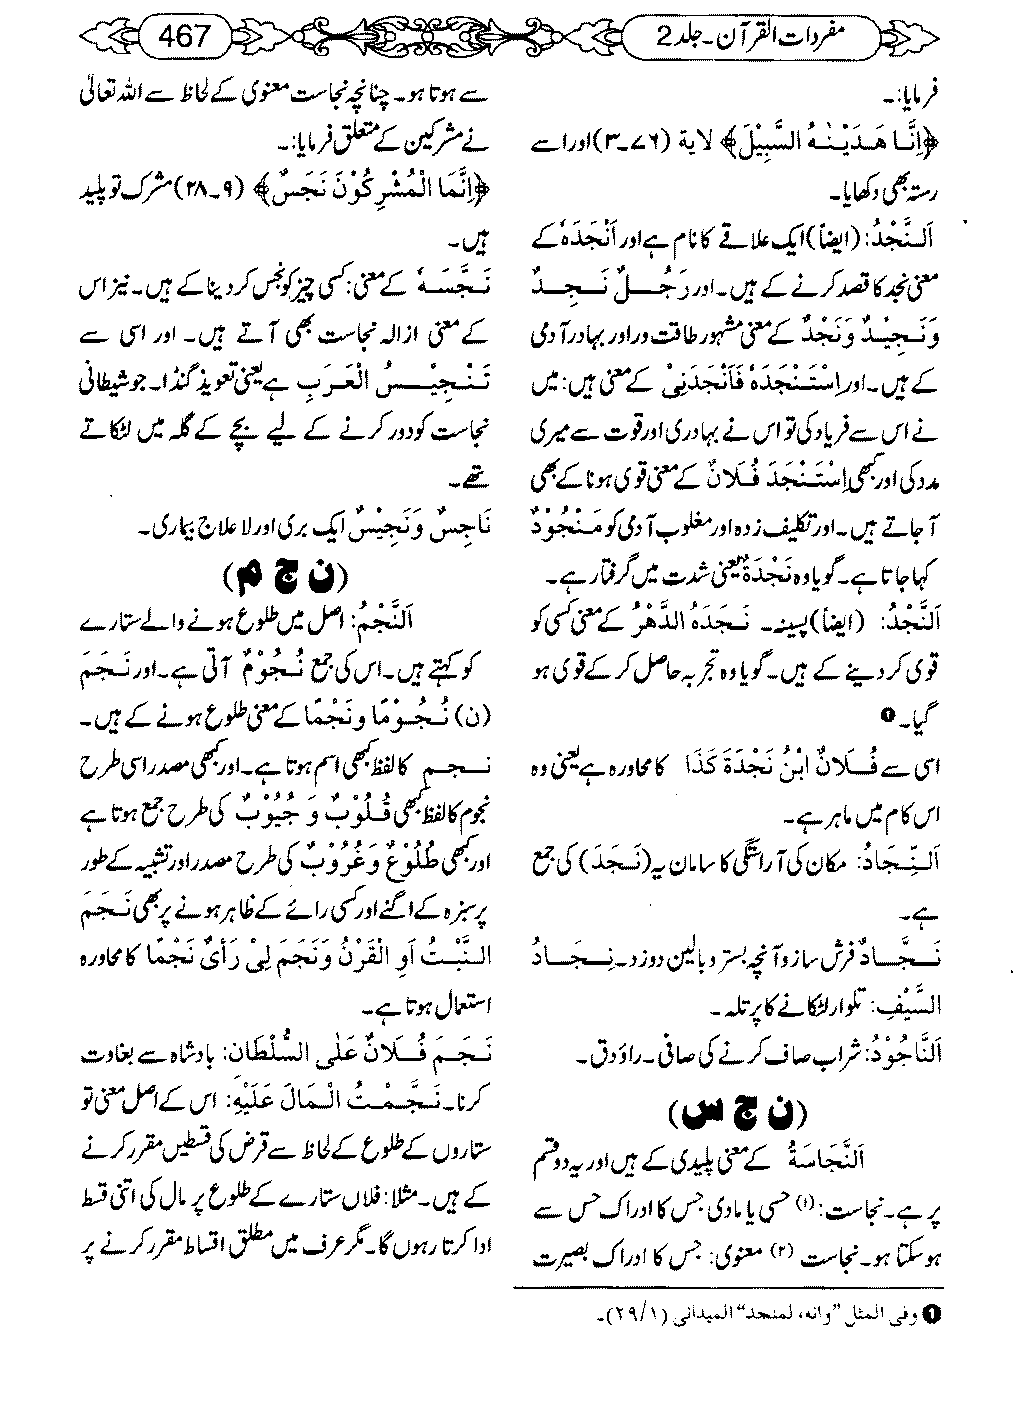 مفردات القرآن۔ جلد 2
467
فرمایا:۔
﴿اِنَّا هَدَيْنٰهُ السَّبِيْلَ﴾ لاية (۷۶۔۳) اور اسے
رستہ بھی دکھایا۔
اَلنَّجْدُ: (ایضاً) ایک علاقے کا نام ہے اور اَنْجَدَهٗ کے
معنی نجد کا قصد کرنے کے ہیں۔ اور رَجُلٌ نَجِدٌ
وَنَجِيْدٌ وَنَجْدٌ کے معنی مشہور طاقت ور اور بہادر آدمی
کے ہیں۔ اور اِسْتَنْجَدَهٗ فَاَنْجَدَنِيْ کے معنی ہیں: میں
نے اس سے فریاد کی تو اس نے بہادری اور قوت سے میری
مدد کی اور کبھی اِسْتَنْجَدَ فُلَانٌ کے معنی قوی ہونا کے بھی
آ جاتے ہیں۔ اور تکلیف زدہ اور مغلوب آدمی کو مَنْجُوْدٌ
کہا جاتا ہے۔ گویا وہ نَجْدَةٌ یعنی شدت میں گرفتار ہے۔
اَلنَّجْدُ: (ایضاً) پسینہ۔ نَجَدَهُ الدَّهْرُ کے معنی کسی کو
قوی کر دینے کے ہیں۔ گویا وہ تجربہ حاصل کر کے قوی ہو
گیا۔❶
اسی سے فُلَانٌ ابْنُ نَجْدَةَ كَذَا کا محاورہ ہے یعنی وہ
اس کام میں ماہر ہے۔
اَلنِّجَادُ: مکان کی آراستگی کا سامان یہ (نَجَدَ) کی جمع
ہے۔
نَجَّادٌ فرش ساز و آنچہ بستر و بالین دوزد۔ نِجَادُ
السَّيْفِ: تلوار لٹکانے کا پرتلہ۔
اَلنَّاجُوْدُ: شراب صاف کرنے کی صافی۔ راؤدق۔
(ن ج س)
اَلنَّجَاسَةُ کے معنی پلیدی کے ہیں اور یہ دو قسم
پر ہے۔ نجاست: (۱) حسی یا مادی جس کا ادراک حس سے
ہو سکتا ہو۔ نجاست (۲) معنوی: جس کا ادراک بصیرت
❶ وفی المثل "وانه، لمنجد" المیدانی (۲۹/۱)۔
سے ہوتا ہو۔ چنانچہ نجاست معنوی کے لحاظ سے اللہ تعالیٰ
نے مشرکین کے متعلق فرمایا:۔
﴿اِنَّمَا الْمُشْرِكُوْنَ نَجَسٌ﴾ (۹۔۲۸) مشرک تو پلید
ہیں۔
نَجَّسَهٗ کے معنی: کسی چیز کو نجس کر دینا کے ہیں۔ نیز اس
کے معنی ازالہ نجاست بھی آتے ہیں۔ اور اسی سے
تَنْجِيْسُ الْعَرَبِ ہے یعنی تعویذ گنڈا۔ جو شیطانی
نجاست کو دور کرنے کے لیے بچے کے گلہ میں لٹکاتے
تھے۔
نَاجِسٌ وَنَجِيْسٌ ایک بری اور لا علاج بیماری۔
(ن ج م)
اَلنَّجْمُ: اصل میں طلوع ہونے والے ستارے
کو کہتے ہیں۔ اس کی جمع نُجُوْمٌ آتی ہے۔ اور نَجَمَ
(ن) نُجُوْمًا ونَجْمًا کے معنی طلوع ہونے کے ہیں۔
نجم کا لفظ کبھی اسم ہوتا ہے۔ اور کبھی مصدر اسی طرح
نجوم کا لفظ کبھی قُلُوْبٌ وَ جُيُوْبٌ کی طرح جمع ہوتا ہے
اور کبھی طُلُوْعٌ وَغُرُوْبٌ کی طرح مصدر اور تشبیہ کے طور
پر سبزہ کے اگنے اور کسی رائے کے ظاہر ہونے پر بھی نَجَمَ
النَّبْتُ أَوِ الْقَرْنُ وَنَجَمَ لِيْ رَأىٌ نَجْمًا کا محاورہ
استعمال ہوتا ہے۔
نَجَمَ فُلَانٌ عَلَى السُّلْطَانِ: بادشاہ سے بغاوت
کرنا۔ نَجَّمْتُ الْمَالَ عَلَيْهِ: اس کے اصل معنی تو
ستاروں کے طلوع کے لحاظ سے قرض کی قسطیں مقرر کرنے
کے ہیں۔ مثلا: فلاں ستارے کے طلوع پر مال کی اتنی قسط
ادا کرتا رہوں گا۔ مگر عرف میں مطلق اقساط مقرر کرنے پر